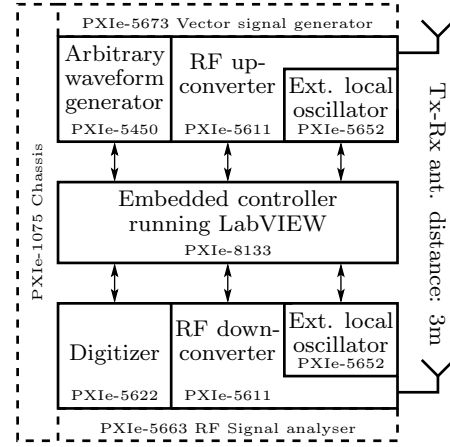 PXIe-5673 Vector signal generator
Arbitrary
waveform
generator
PXIe-5450
RF up-
converter
PXIe-5611
Ext. local
oscillator
PXIe-5652
Embedded controller
running LabVIEW
PXIe-8133
Digitizer
PXIe-5622
RF down-
converter
PXIe-5611
Ext. local
oscillator
PXIe-5652
PXIe-5663 RF Signal analyser
PXIe-1075 Chassis
Tx-Rx ant. distance: 3m